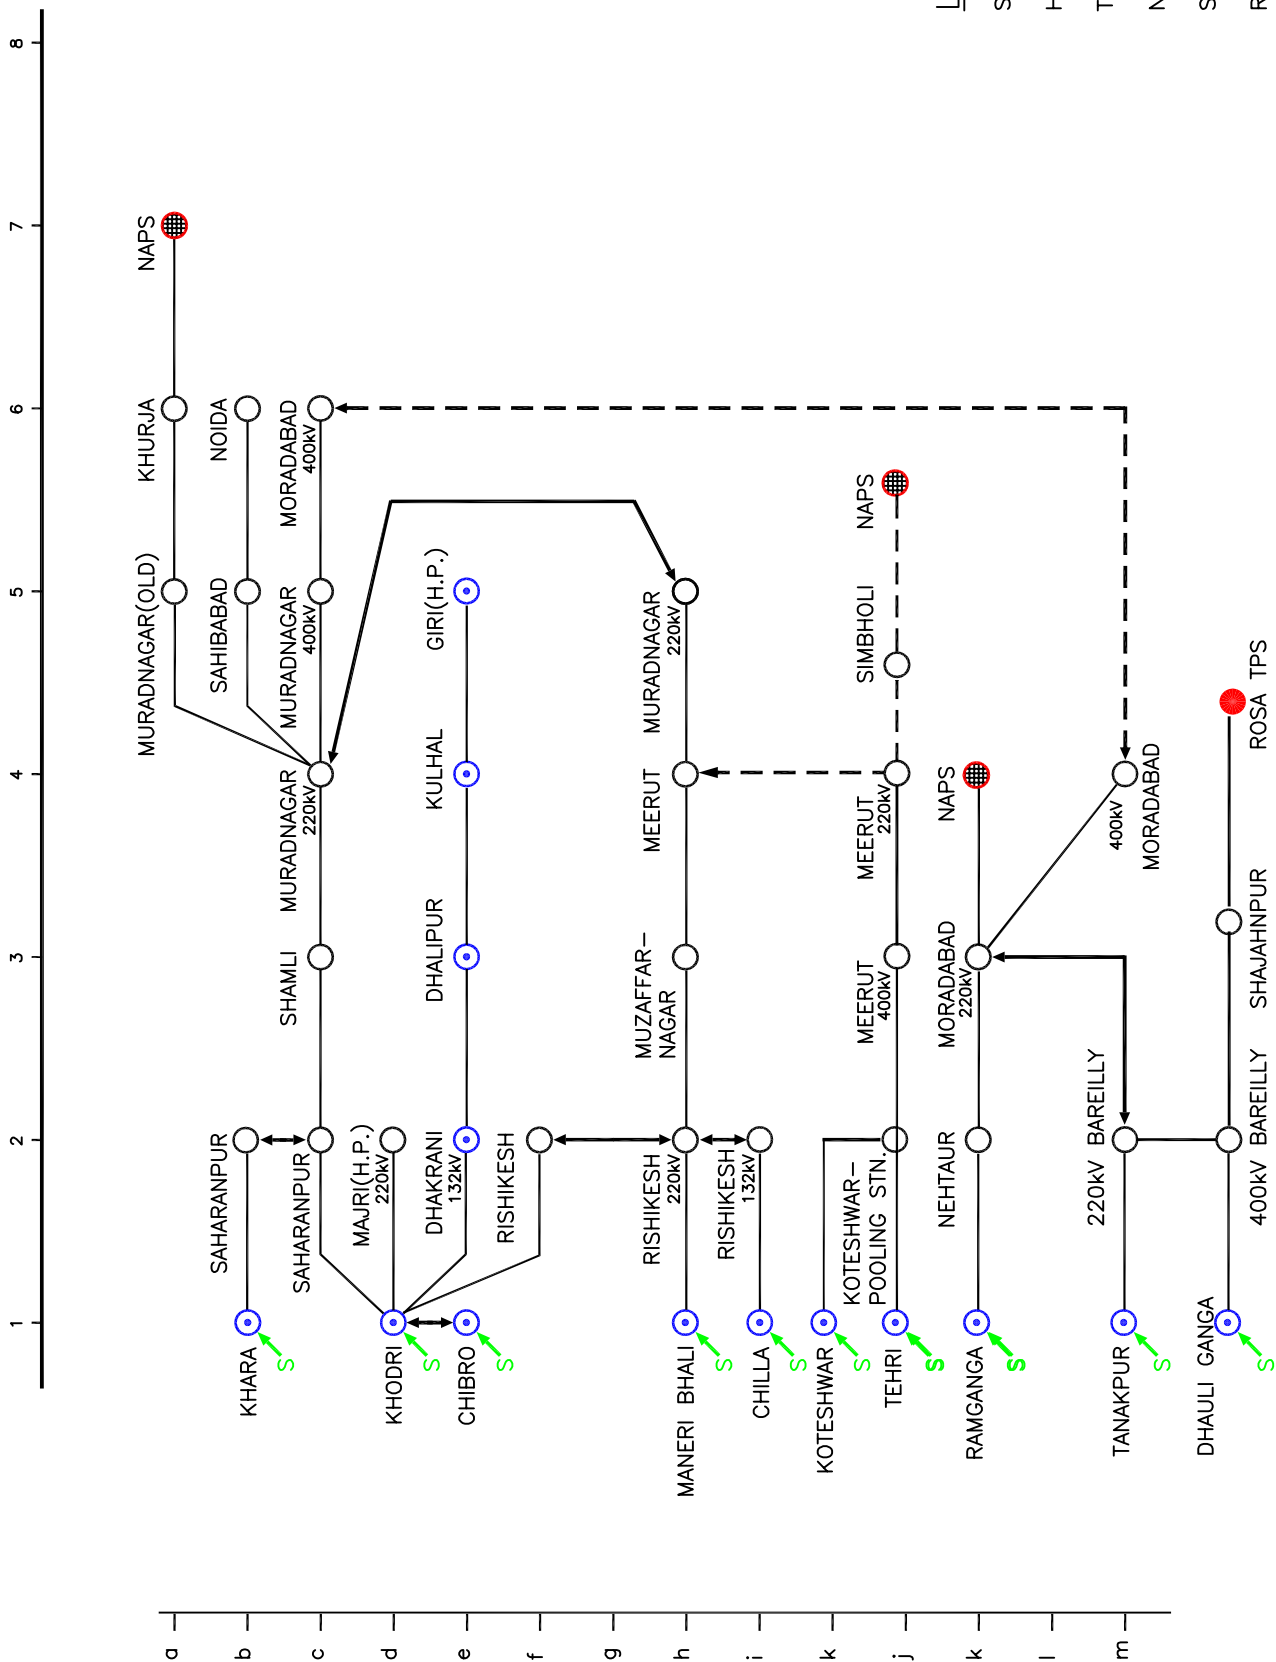 8
7
6
5
4
3
2
1
a
b
c
d
e
f
g
h
i
k
j
k
l
m
L
S
H
T
N
S
R
MURADNAGAR(OLD)
KHURJA
NAPS
KHARA
S
SAHARANPUR
SAHIBABAD
NOIDA
SAHARANPUR
SHAMLI
MURADNAGAR
220kV
MURADNAGAR
400kV
MORADABAD
400kV
KHODRI
S
MAJRI(H.P.)
220kV
CHIBRO
S
DHAKRANI
132kV
DHALIPUR
KULHAL
GIRI(H.P.)
RISHIKESH
MANERI BHALI
S
RISHIKESH
220kV
MUZAFFAR-
NAGAR
MEERUT
MURADNAGAR
220kV
CHILLA
S
RISHIKESH
132kV
KOTESHWAR
S
KOTESHWAR-
POOLING STN.
TEHRI
S
MEERUT
400kV
MEERUT
220kV
SIMBHOLI
NAPS
RAMGANGA
S
NEHTAUR
MORADABAD
220kV
NAPS
TANAKPUR
S
220kV BAREILLY
400kV
MORADABAD
DHAULI GANGA
S
400kV BAREILLY
SHAJAHNPUR
ROSA TPS